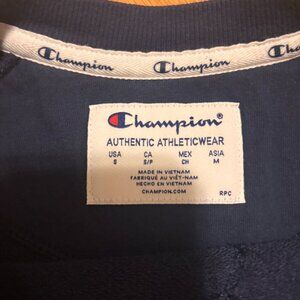 Champion Champion Cha
Champion®
AUTHENTIC ATHLETICWEAR
USA CA MEX ASIA
S S/P CH M
MADE IN VIETNAM
FABRIQUÉ AU VIÊT-NAM
HECHO EN VIETNAM
CHAMPION.COM
RPC